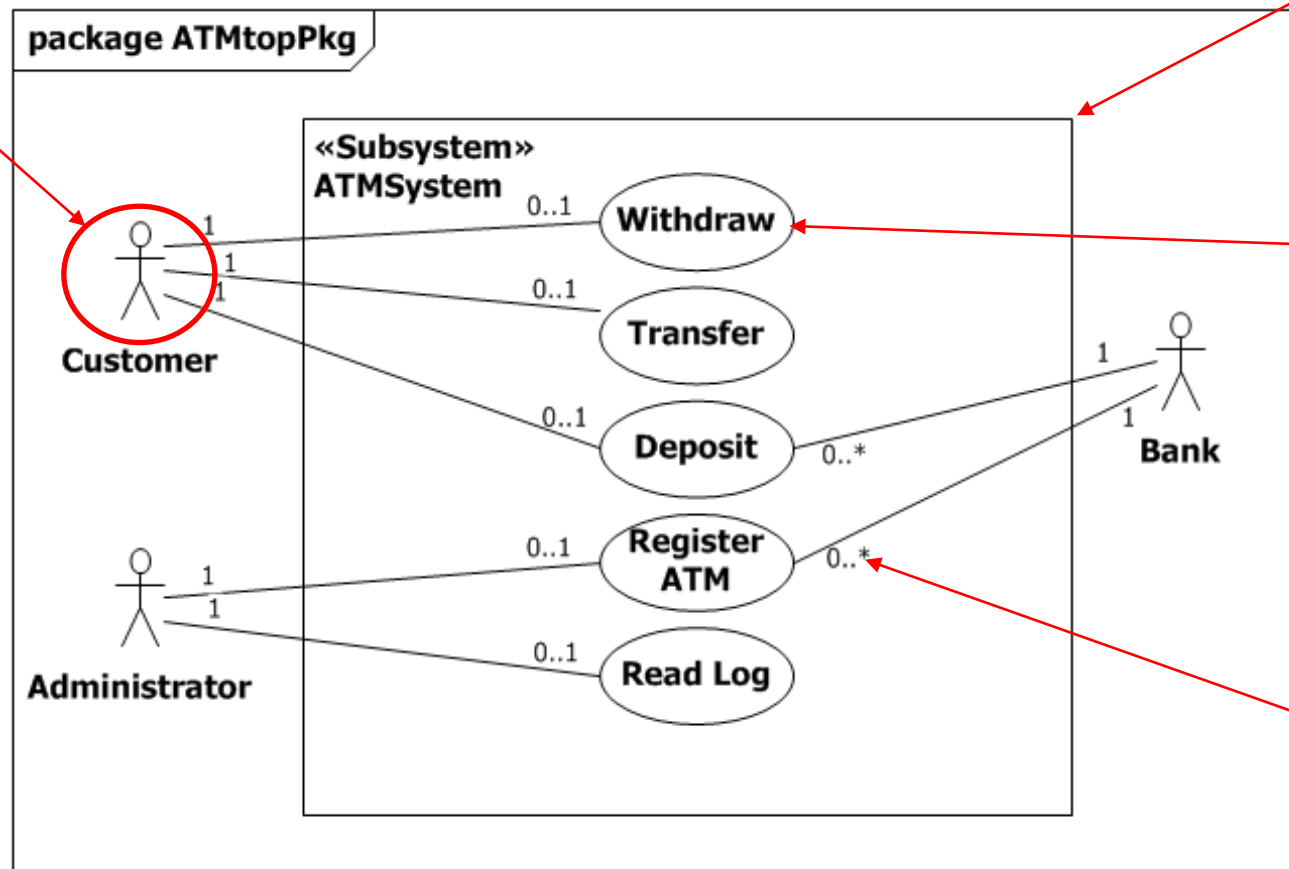 package ATMtopPkg
«Subsystem»
ATMSystem
1
0..1
Withdraw
1
0..1
Transfer
1
Customer
0..1
Deposit
0..*
1
1
Bank
1
0..1
Register
ATM
0..*
1
0..1
Read Log
Administrator